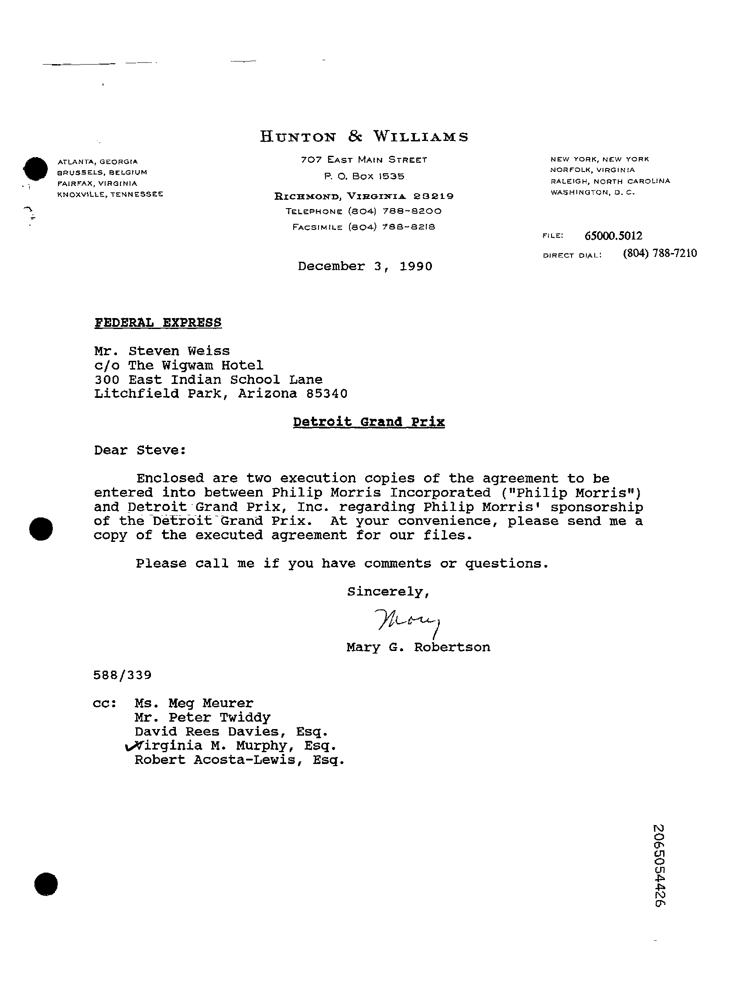 HUNTON & WILLIAMS
ATLANTA, GEORGIA
BRUSSELS, BELGIUM
FAIRFAX, VIRGINIA
KNOXVILLE, TENNESSEE
707 EAST MAIN STREET
P. O. BOX 1535
RICHMOND, VIRGINIA 23219
TELEPHONE (804) 788-8200
FACSIMILE (804) 788-8218
NEW YORK, NEW YORK
NORFOLK, VIRGINIA
RALEIGH, NORTH CAROLINA
WASHINGTON, D. C.
FILE: 65000.5012
DIRECT DIAL: (804) 788-7210
December 3, 1990
FEDERAL EXPRESS
Mr. Steven Weiss
c/o The Wigwam Hotel
300 East Indian School Lane
Litchfield Park, Arizona 85340
Detroit Grand Prix
Dear Steve:
Enclosed are two execution copies of the agreement to be
entered into between Philip Morris Incorporated ("Philip Morris")
and Detroit Grand Prix, Inc. regarding Philip Morris' sponsorship
of the Detroit Grand Prix. At your convenience, please send me a
copy of the executed agreement for our files.
Please call me if you have comments or questions.
Sincerely,
Mary
Mary G. Robertson
588/339
cc: Ms. Meg Meurer
Mr. Peter Twiddy
David Rees Davies, Esq.
Virginia M. Murphy, Esq.
Robert Acosta-Lewis, Esq.
2065054426